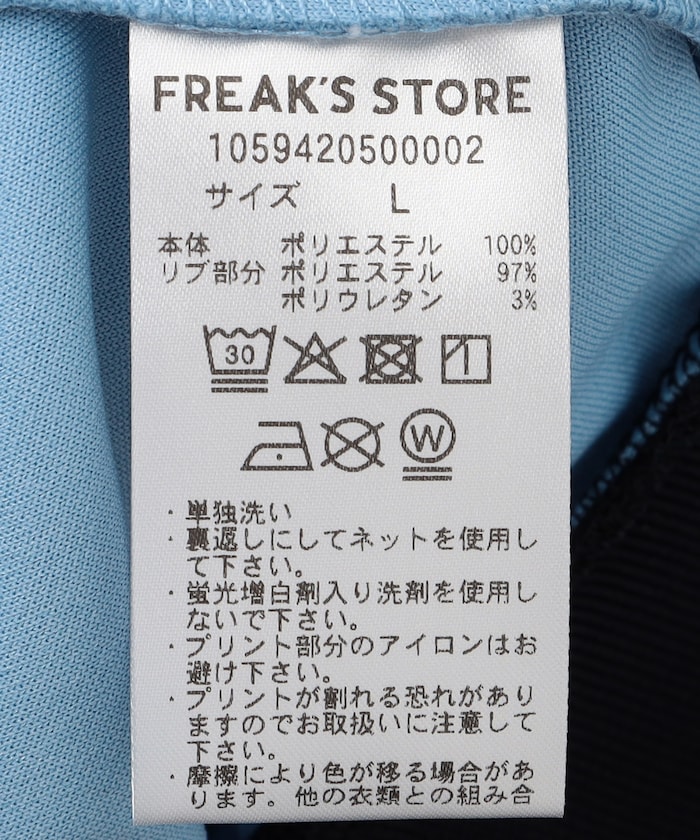 FREAK'S STORE
1059420500002
サイズ L
本体 ポリエステル 100%
リブ部分 ポリエステル 97%
ポリウレタン 3%
30
W
・単独洗い
・裏返しにしてネットを使用し
て下さい。
・蛍光増白剤入り洗剤を使用し
ないで下さい。
・プリント部分のアイロンはお
避け下さい。
・プリントが割れる恐れがあり
ますのでお取扱いに注意して
下さい。
・摩擦により色が移る場合があ
ります。他の衣類との組み合